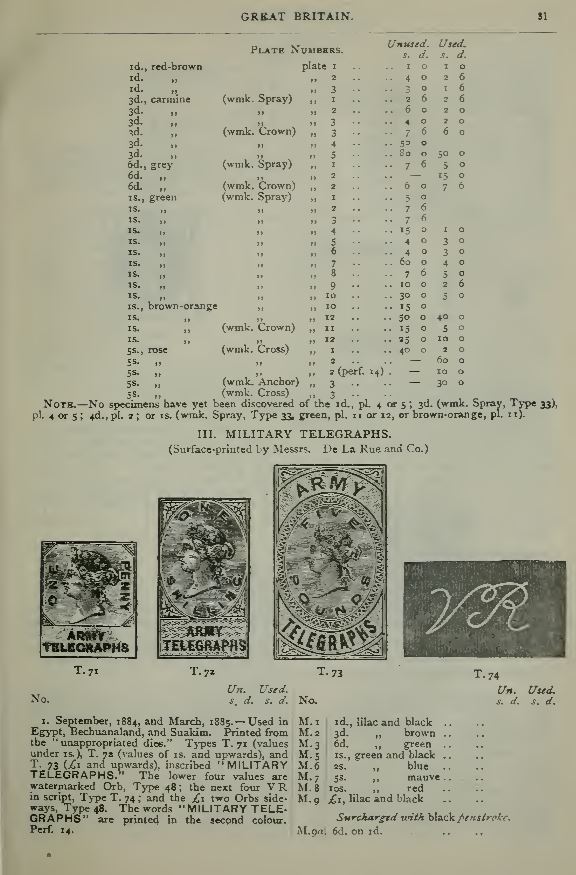 GREAT BRITAIN. 31
PLATE NUMBERS. Unused. Used.
s. d. s. d.
1d., red-brown plate 1 .. .. 1 0 1 0
1d. ,, ,, 2 .. .. 4 0 2 6
1d. ,, ,, 3 .. .. 3 0 1 6
3d., carmine (wmk. Spray) ,, 1 .. .. 2 6 2 6
3d. ,, ,, ,, 2 .. .. 6 0 2 0
3d. ,, ,, ,, 3 .. .. 4 0 2 0
3d. ,, (wmk. Crown) ,, 3 .. .. 7 6 6 0
3d. ,, ,, ,, 4 .. .. 50 0
3d. ,, ,, ,, 5 .. .. 80 0 50 0
6d., grey (wmk. Spray) ,, 1 .. .. 7 6 5 0
6d. ,, ,, ,, 2 .. .. — 15 0
6d. ,, (wmk. Crown) ,, 2 .. .. 6 0 7 6
1s., green (wmk. Spray) ,, 1 .. .. 5 0
1s. ,, ,, ,, 2 .. .. 7 6
1s. ,, ,, ,, 3 .. .. 7 6
1s. ,, ,, ,, 4 .. .. 15 0 1 0
1s. ,, ,, ,, 5 .. .. 4 0 3 0
1s. ,, ,, ,, 6 .. .. 4 0 3 0
1s. ,, ,, ,, 7 .. .. 60 0 4 0
1s. ,, ,, ,, 8 .. .. 7 6 5 0
1s. ,, ,, ,, 9 .. .. 10 0 2 6
1s. ,, ,, ,, 10 .. .. 30 0 5 0
1s., brown-orange ,, ,, 10 .. .. 15 0
1s. ,, ,, ,, 12 .. .. 50 0 40 0
1s. ,, (wmk. Crown) ,, 11 .. .. 15 0 5 0
1s. ,, ,, ,, 12 .. .. 25 0 10 0
5s., rose (wmk. Cross) ,, 1 .. .. 40 0 2 0
5s. ,, ,, ,, 2 .. .. — 60 0
5s. ,, ,, ,, 2 (perf. 14) . — 10 0
5s. ,, (wmk. Anchor) ,, 3 .. .. — 30 0
5s. ,, (wmk. Cross) ,, 3 .. ..
NOTE.—No specimens have yet been discovered of the 1d., pl. 4 or 5; 3d. (wmk. Spray, Type 33),
pl. 4 or 5; 4d., pl. 2; or 1s. (wmk. Spray, Type 33, green, pl. 11 or 12, or brown-orange, pl. 11).
III. MILITARY TELEGRAPHS.
(Surface-printed by Messrs. De La Rue and Co.)
ONE PENNY
ARMY
TELEGRAPHS
ONE
SHILLING
ARMY
TELEGRAPHS
ARMY
FIVE
POUNDS
TELEGRAPHS
VR
T. 71 T. 72 T. 73 T. 74
Un. Used.
No. s. d. s. d.
1. September, 1884, and March, 1885.—Used in
Egypt, Bechuanaland, and Suakim. Printed from
the "unappropriated dies." Types T. 71 (values
under 1s.), T. 72 (values of 1s. and upwards), and
T. 73 (£1 and upwards), inscribed "MILITARY
TELEGRAPHS." The lower four values are
watermarked Orb, Type 48; the next four V R
in script, Type T. 74; and the £1 two Orbs side-
ways, Type 48. The words "MILITARY TELE-
GRAPHS" are printed in the second colour.
Perf. 14.
Un. Used.
No. s. d. s. d.
M. 1 1d., lilac and black .. ..
M. 2 3d. ,, brown .. ..
M. 3 6d. ,, green .. ..
M. 5 1s., green and black .. ..
M. 6 2s. ,, blue .. ..
M. 7 5s. ,, mauve .. ..
M. 8 10s. ,, red .. ..
M. 9 £1, lilac and black .. ..
Surcharged with black penstroke.
M. 9a 6d. on 1d. .. ..